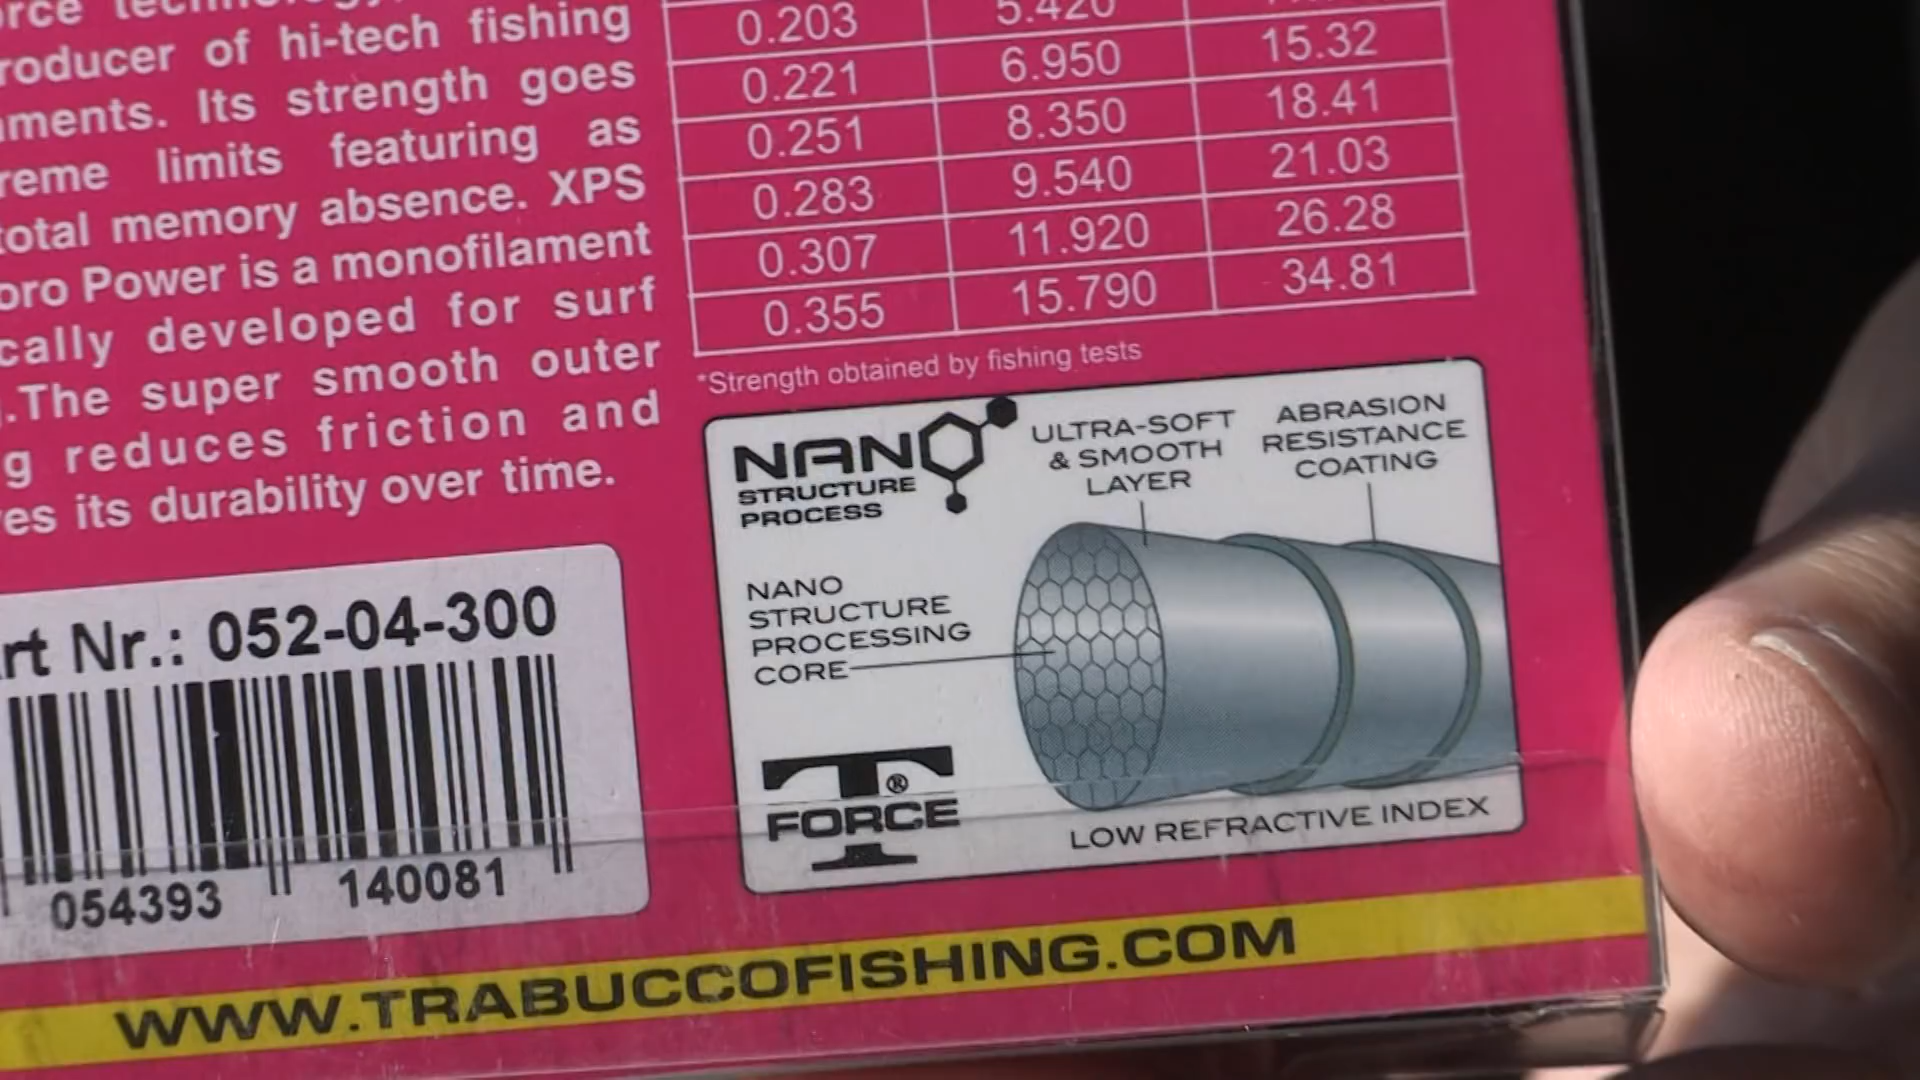 roducer of hi-tech fishing
ments. Its strength goes
reme limits featuring as
total memory absence. XPS
oro Power is a monofilament
cally developed for surf
.The super smooth outer
g reduces friction and
es its durability over time.
0.203 5.420
0.221 6.950 15.32
0.251 8.350 18.41
0.283 9.540 21.03
0.307 11.920 26.28
0.355 15.790 34.81
*Strength obtained by fishing tests
NANO
STRUCTURE
PROCESS
ULTRA-SOFT
& SMOOTH
LAYER
ABRASION
RESISTANCE
COATING
NANO
STRUCTURE
PROCESSING
CORE
T®
FORCE
LOW REFRACTIVE INDEX
rt Nr.: 052-04-300
054393 140081
WWW.TRABUCCOFISHING.COM